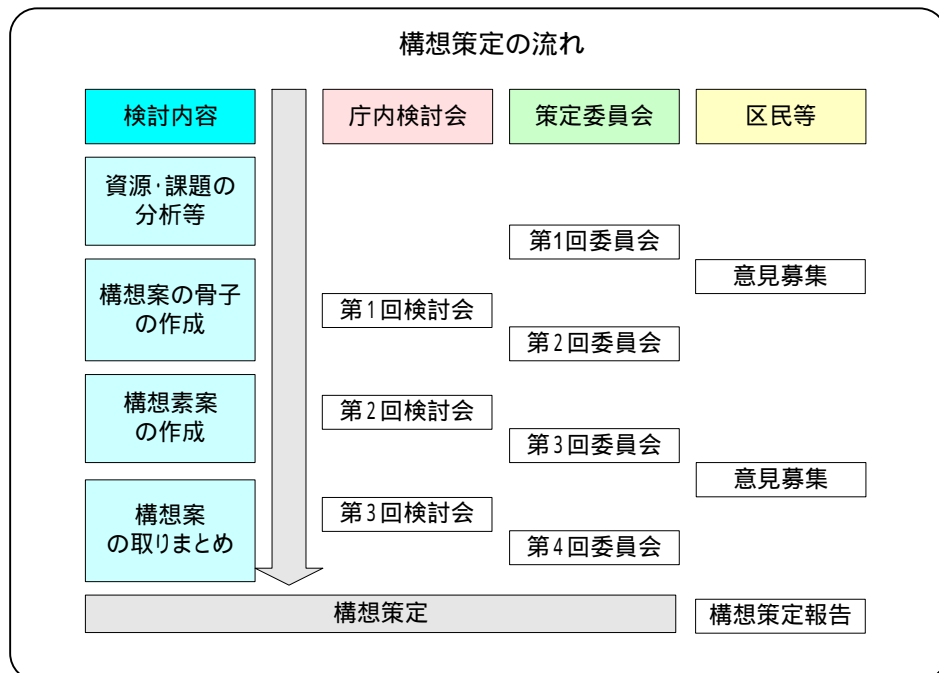 構想策定の流れ
検討内容
庁内検討会
策定委員会
区民等
資源・課題の
分析等
第1回委員会
意見募集
構想案の骨子
の作成
第1回検討会
第2回委員会
構想素案
の作成
第2回検討会
第3回委員会
意見募集
構想案
の取りまとめ
第3回検討会
第4回委員会
構想策定
構想策定報告